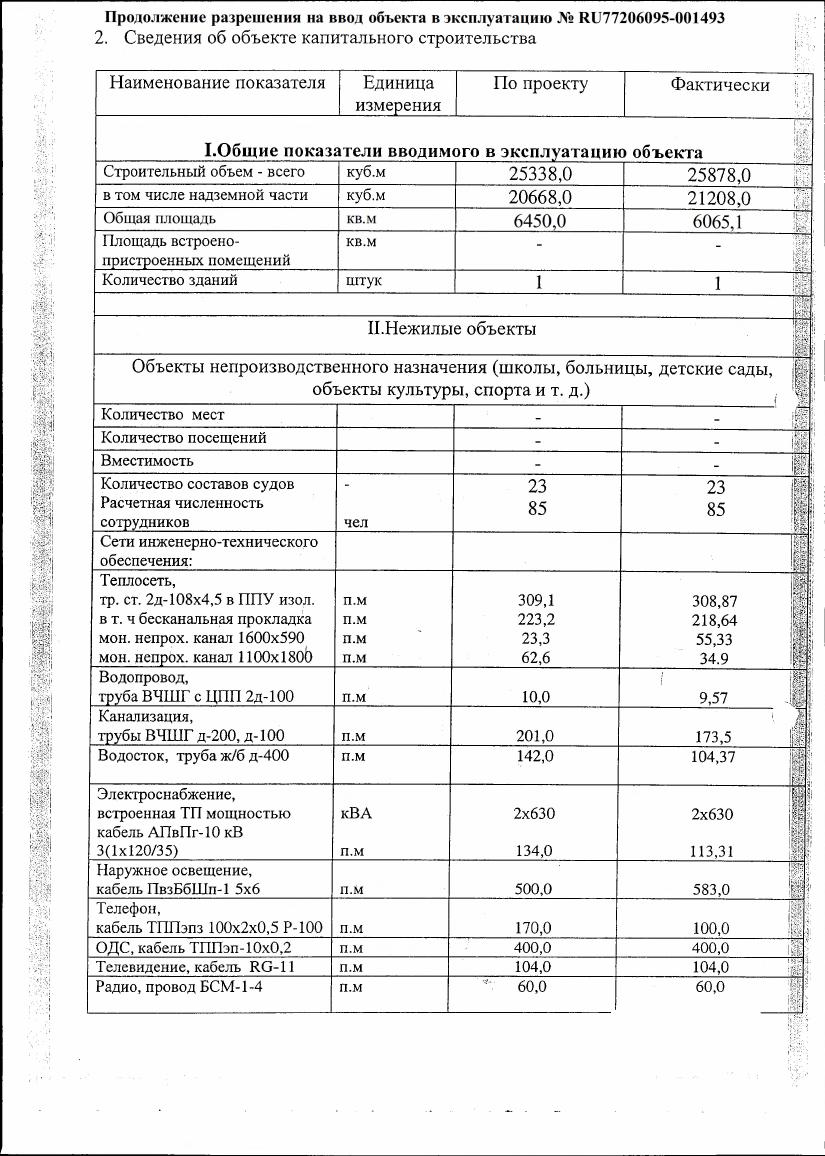 Продолжение разрешения на ввод объекта в эксплуатацию № RU77206095-001493
2. Сведения об объекте капитального строительства
Наименование показателя Единица измерения По проекту Фактически
I.Общие показатели вводимого в эксплуатацию объекта
Строительный объем - всего куб.м 25338,0 25878,0
в том числе надземной части куб.м 20668,0 21208,0
Общая площадь кв.м 6450,0 6065,1
Площадь встроено- кв.м - -
пристроенных помещений
Количество зданий штук 1 1
II.Нежилые объекты
Объекты непроизводственного назначения (школы, больницы, детские сады,
объекты культуры, спорта и т. д.)
Количество мест - -
Количество посещений - -
Вместимость - -
Количество составов судов - 23 23
Расчетная численность 85 85
сотрудников чел
Сети инженерно-технического
обеспечения:
Теплосеть,
тр. ст. 2д-108х4,5 в ППУ изол. п.м 309,1 308,87
в т. ч бесканальная прокладка п.м 223,2 218,64
мон. непрох. канал 1600х590 п.м 23,3 55,33
мон. непрох. канал 1100х1800 п.м 62,6 34.9
Водопровод,
труба ВЧШГ с ЦПП 2д-100 п.м 10,0 9,57
Канализация,
трубы ВЧШГ д-200, д-100 п.м 201,0 173,5
Водосток, труба ж/б д-400 п.м 142,0 104,37
Электроснабжение,
встроенная ТП мощностью кВА 2х630 2х630
кабель АПвПг-10 кВ
3(1х120/35) п.м 134,0 113,31
Наружное освещение,
кабель ПвзБбШп-1 5х6 п.м 500,0 583,0
Телефон,
кабель ТППэпз 100х2х0,5 Р-100 п.м 170,0 100,0
ОДС, кабель ТППэп-10х0,2 п.м 400,0 400,0
Телевидение, кабель RG-11 п.м 104,0 104,0
Радио, провод БСМ-1-4 п.м 60,0 60,0